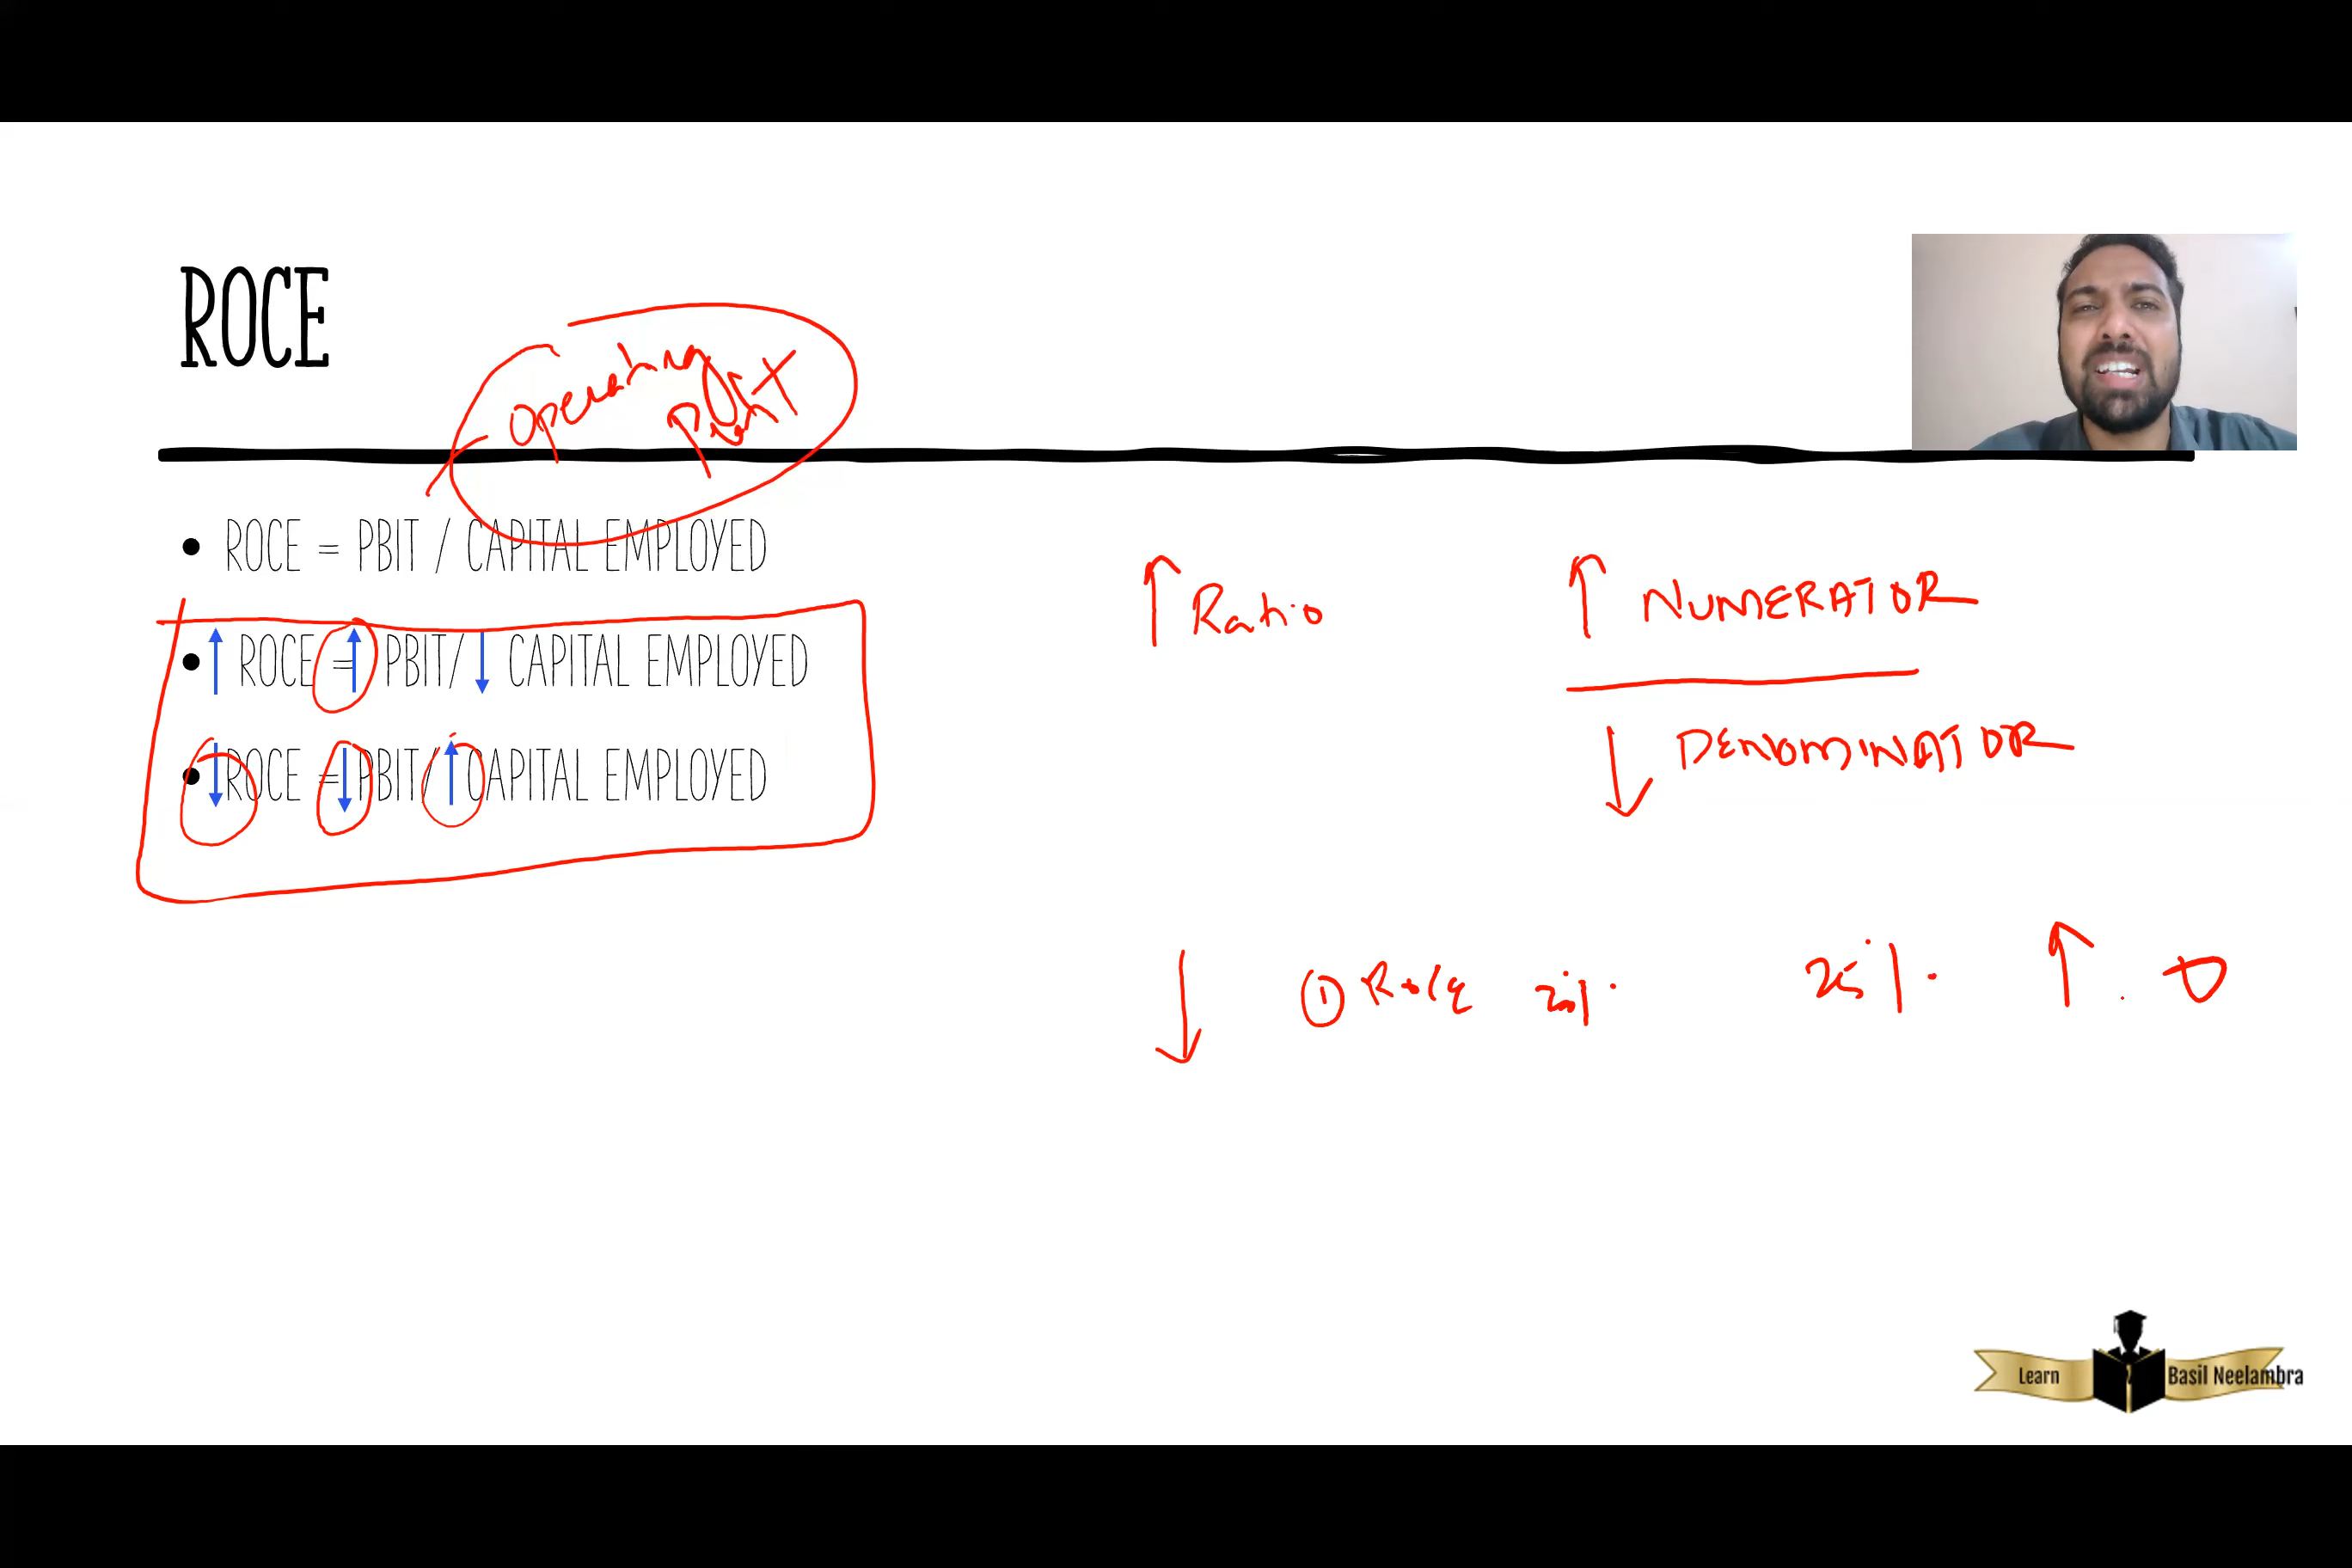 ROCE
operating
Profit
• ROCE = PBIT / CAPITAL EMPLOYED
•↑ ROCE =↑ PBIT/↓ CAPITAL EMPLOYED
•↓ROCE =↓PBIT/↑CAPITAL EMPLOYED
↑ Ratio
↑ NUMERATOR
↓ DENOMINATOR
↓ ① ROCE 20%. 25%. ↑.
Learn Basil Neelambra